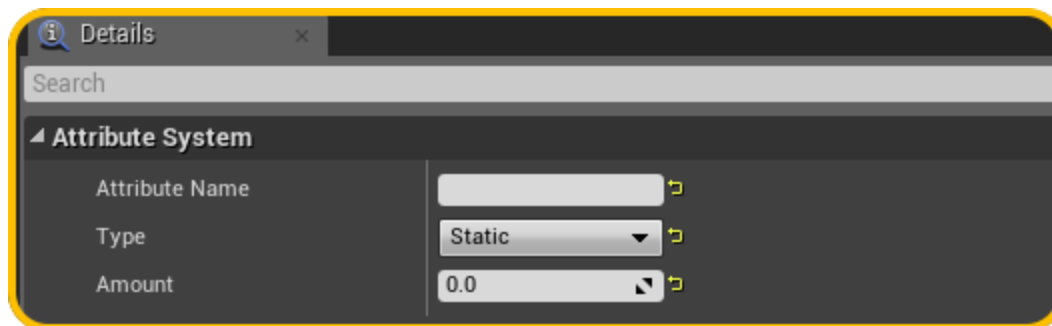 Details
Search
Attribute System
Attribute Name
Type Static
Amount 0.0